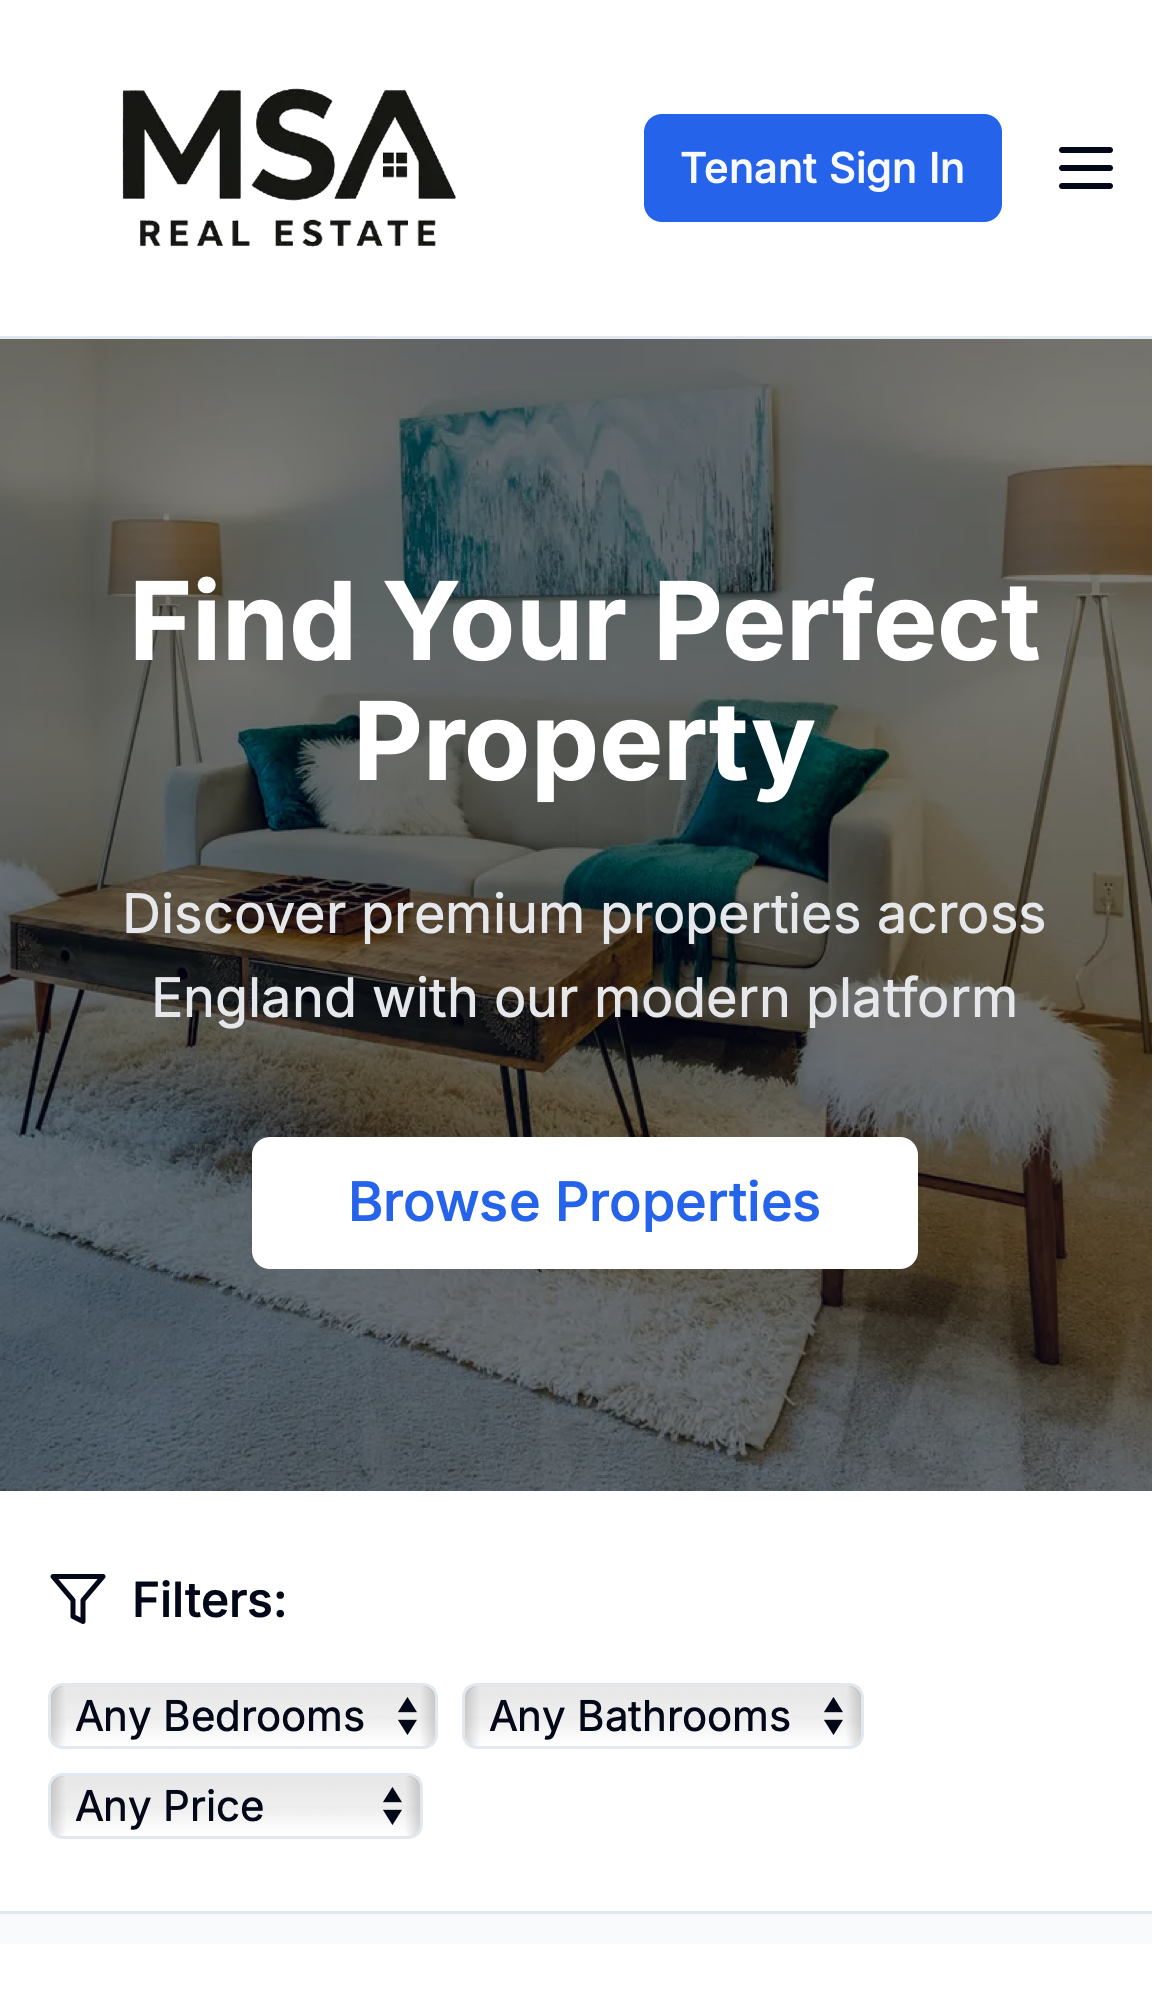 MSA
REAL ESTATE
Tenant Sign In
Find Your Perfect
Property
Discover premium properties across
England with our modern platform
Browse Properties
Filters:
Any Bedrooms
Any Bathrooms
Any Price